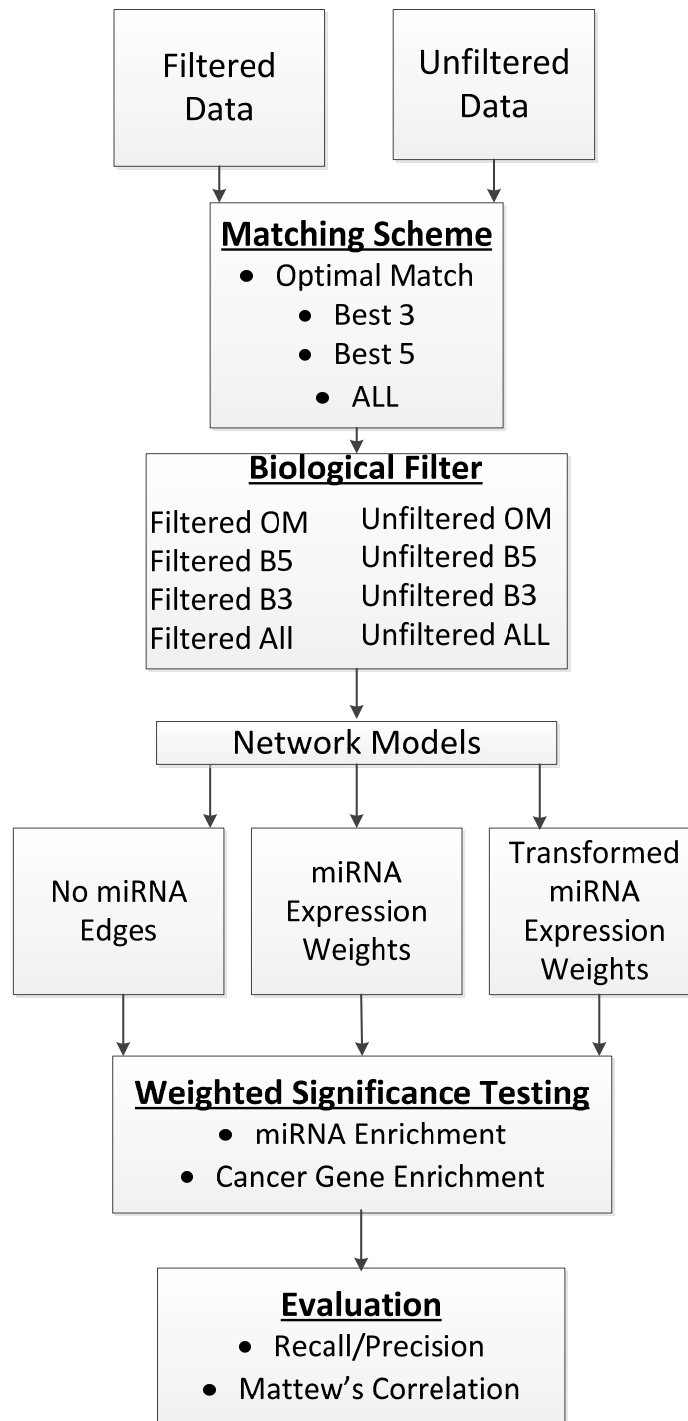 Filtered
Data
Unfiltered
Data
Matching Scheme
• Optimal Match
• Best 3
• Best 5
• ALL
Biological Filter
Filtered OM
Filtered B5
Filtered B3
Filtered All
Unfiltered OM
Unfiltered B5
Unfiltered B3
Unfiltered ALL
Network Models
No miRNA
Edges
miRNA
Expression
Weights
Transformed
miRNA
Expression
Weights
Weighted Significance Testing
• miRNA Enrichment
• Cancer Gene Enrichment
Evaluation
• Recall/Precision
• Mattew's Correlation